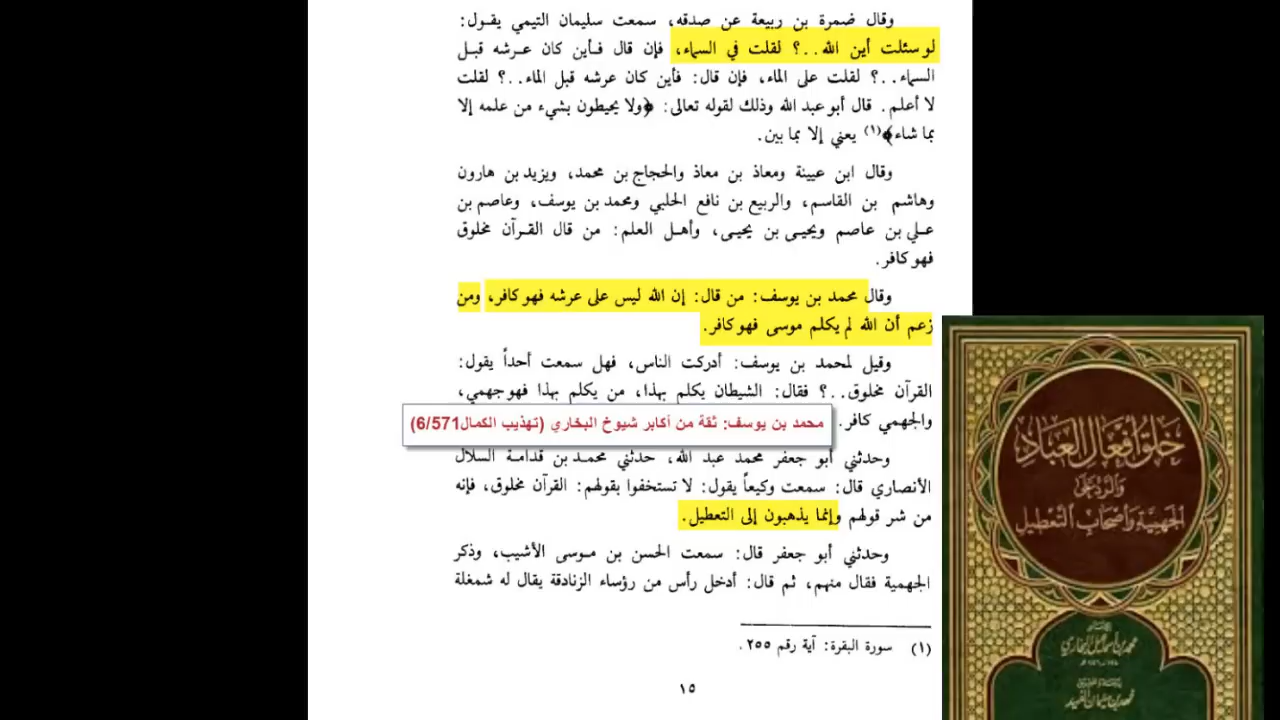 وقال ضمرة بن ربيعة عن صدقه، سمعت سليمان التيمي يقول:
لو سئلت أين الله..؟ لقلت في السماء، فإن قال فأين كان عرشه قبل
السماء..؟ لقلت على الماء، فإن قال: فأين كان عرشه قبل الماء..؟ لقلت
لا أعلم. قال أبو عبد الله وذلك لقوله تعالى: ﴿ولا يحيطون بشيء من علمه إلا
بما شاء﴾(١) يعني إلا بما بين.
وقال ابن عيينة ومعاذ بن معاذ والحجاج بن محمد، ويزيد بن هارون
وهاشم بن القاسم، والربيع بن نافع الحلبي ومحمد بن يوسف، وعاصم بن
علي بن عاصم ويحيى بن يحيى، وأهل العلم: من قال القرآن مخلوق
فهو كافر.
وقال محمد بن يوسف: من قال: إن الله ليس على عرشه فهو كافر، ومن
زعم أن الله لم يكلم موسى فهو كافر.
وقيل لمحمد بن يوسف: أدركت الناس، فهل سمعت أحداً يقول:
القرآن مخلوق..؟ فقال: الشيطان يكلم بهذا، من يكلم بهذا فهو جهمي،
والجهمي كافر.
محمد بن يوسف: ثقة من أكابر شيوخ البخاري (تهذيب الكمال6/571)
وحدثني أبو جعفر محمد عبد الله، حدثني محمد بن قدامة السلال
الأنصاري قال: سمعت وكيعاً يقول: لا تستخفوا بقولهم: القرآن مخلوق، فإنه
من شر قولهم وإنما يذهبون إلى التعطيل.
وحدثني أبو جعفر قال: سمعت الحسن بن موسى الأشيب، وذكر
الجهمية فقال منهم، ثم قال: أدخل رأس من رؤساء الزنادقة يقال له شمغلة
(١) سورة البقرة: آية رقم ٢٥٥.
١٥
خلق أفعال العباد
والرد على
الجهمية وأصحاب التعطيل
محمد بن إسماعيل البخاري